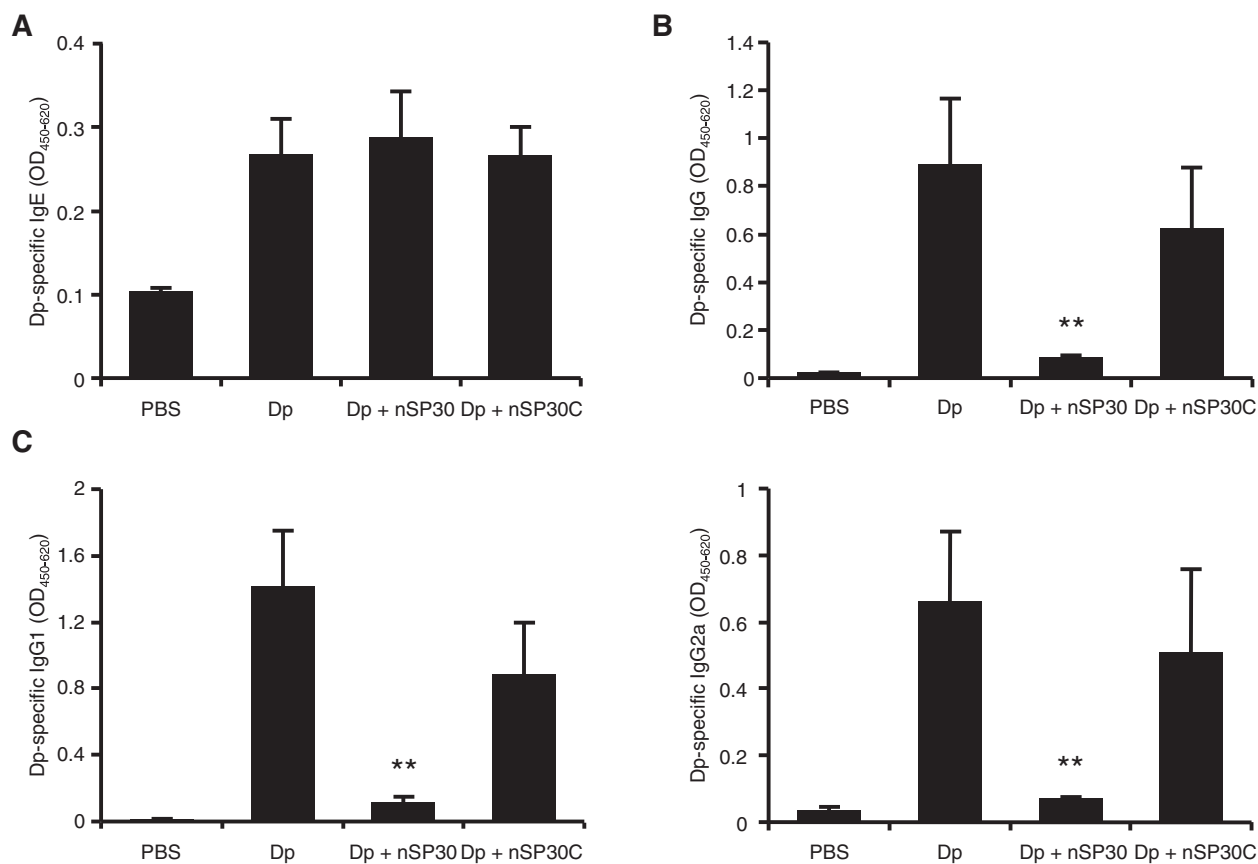 A
Dp-specific IgE (OD450-620)
0.4
0.3
0.2
0.1
0
PBS Dp Dp + nSP30 Dp + nSP30C
B
Dp-specific IgG (OD450-620)
1.4
1.2
1
0.8
0.6
0.4
0.2
0
**
PBS Dp Dp + nSP30 Dp + nSP30C
C
Dp-specific IgG1 (OD450-620)
2
1.6
1.2
0.8
0.4
0
**
PBS Dp Dp + nSP30 Dp + nSP30C
Dp-specific IgG2a (OD450-620)
1
0.8
0.6
0.4
0.2
0
**
PBS Dp Dp + nSP30 Dp + nSP30C